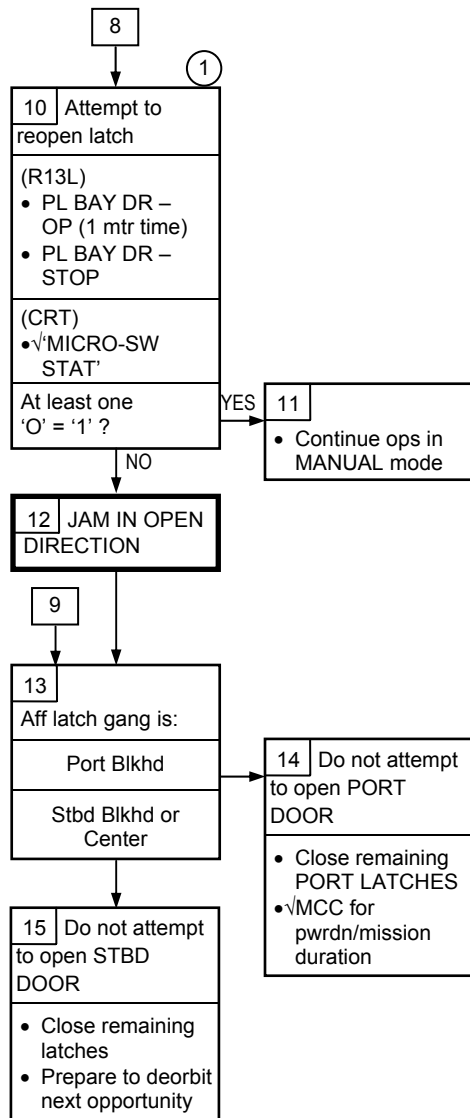 8
1
10 Attempt to
reopen latch
(R13L)
• PL BAY DR –
OP (1 mtr time)
• PL BAY DR –
STOP
(CRT)
•√‘MICRO-SW
STAT’
At least one
‘O’ = ‘1’ ?
YES
11
• Continue ops in
MANUAL mode
NO
12 JAM IN OPEN
DIRECTION
9
13
Aff latch gang is:
Port Blkhd
Stbd Blkhd or
Center
14 Do not attempt
to open PORT
DOOR
• Close remaining
PORT LATCHES
•√MCC for
pwrdn/mission
duration
15 Do not attempt
to open STBD
DOOR
• Close remaining
latches
• Prepare to deorbit
next opportunity